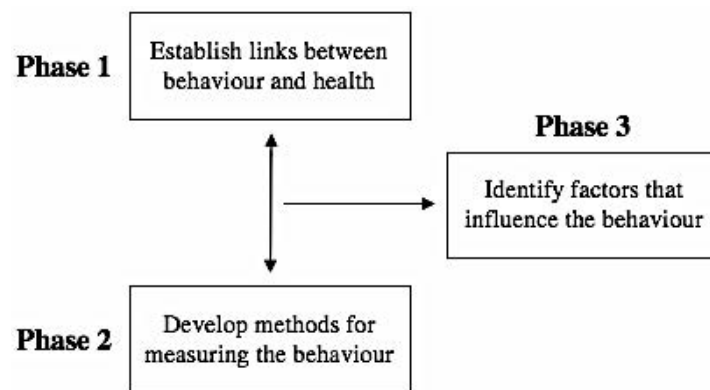 Phase 1
Establish links between
behaviour and health
Phase 3
Identify factors that
influence the behaviour
Phase 2
Develop methods for
measuring the behaviour